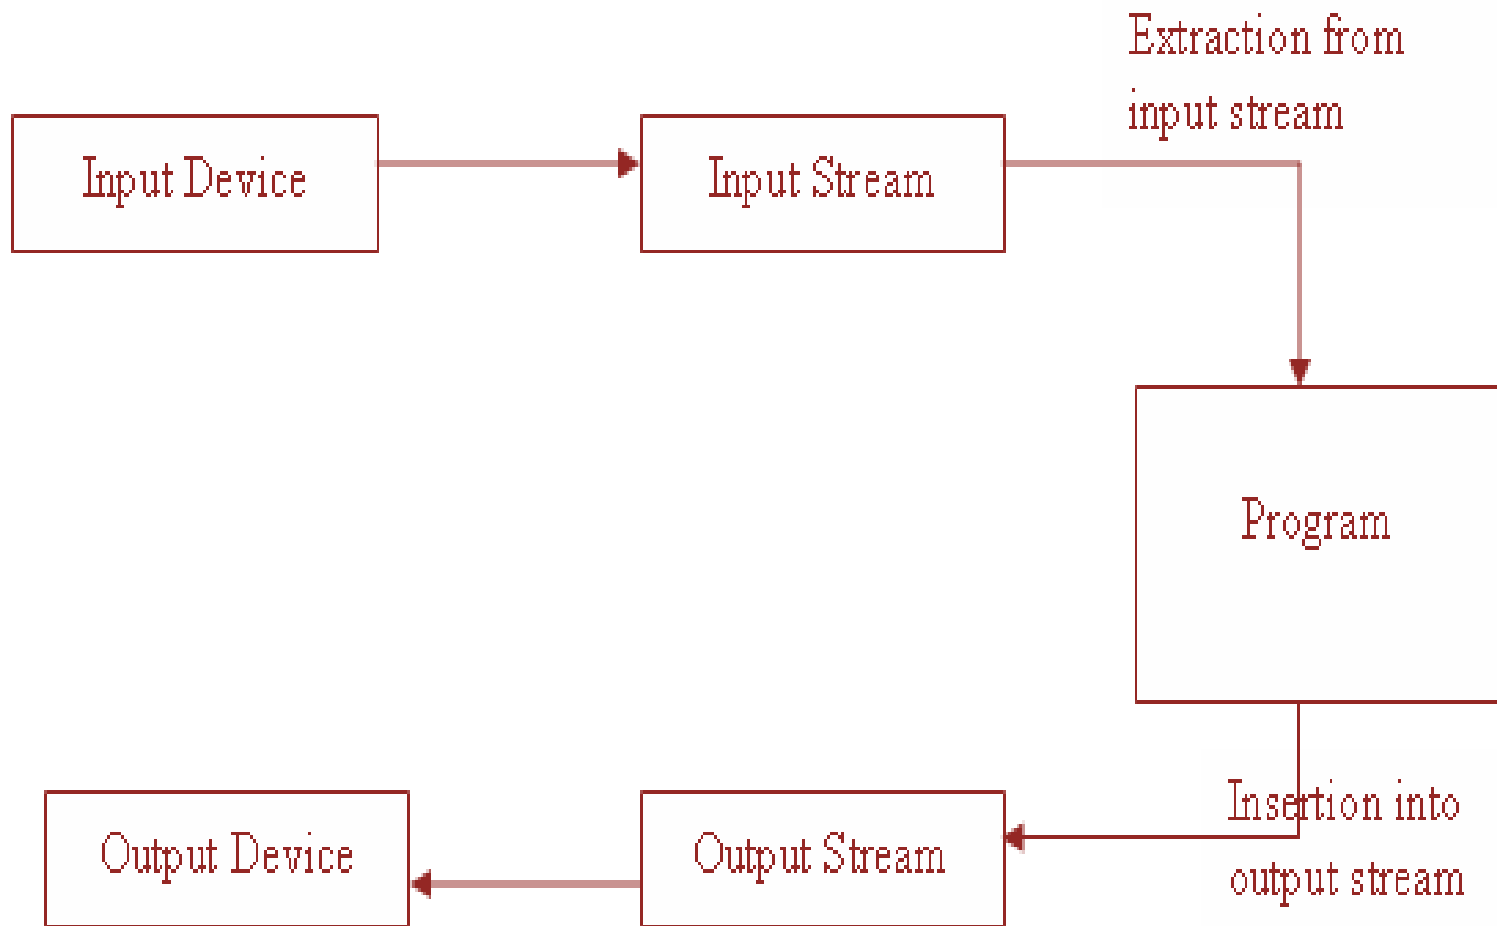 Extraction from
input stream
Input Device
Input Stream
Program
Insertion into
output stream
Output Device
Output Stream